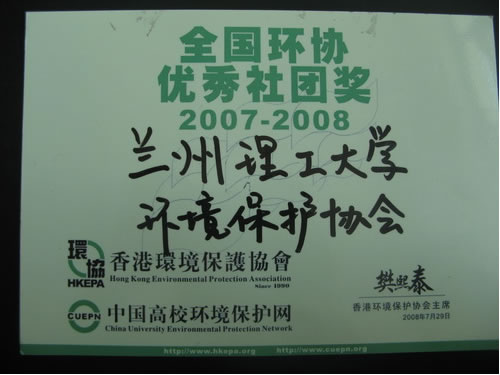 全国环协
优秀社团奖
2007-2008
兰州理工大学
环境保护协会
環協
HKEPA
香港環境保護協會
Hong Kong Environmental Protection Association
Since 1990
樊熙泰
香港环境保护协会主席
2008年7月29日
CUEPN
中国高校环境保护网
China University Environmental Protection Network
http://www.hkepa.org
http://www.cuepn.org